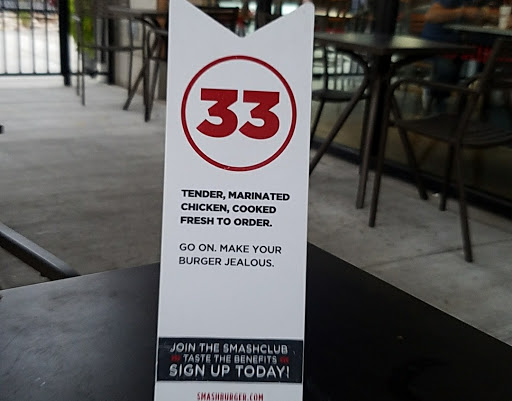 33
TENDER, MARINATED
CHICKEN, COOKED
FRESH TO ORDER.
GO ON. MAKE YOUR
BURGER JEALOUS.
JOIN THE SMASHCLUB
TASTE THE BENEFITS
SIGN UP TODAY!
SMASHBURGER.COM